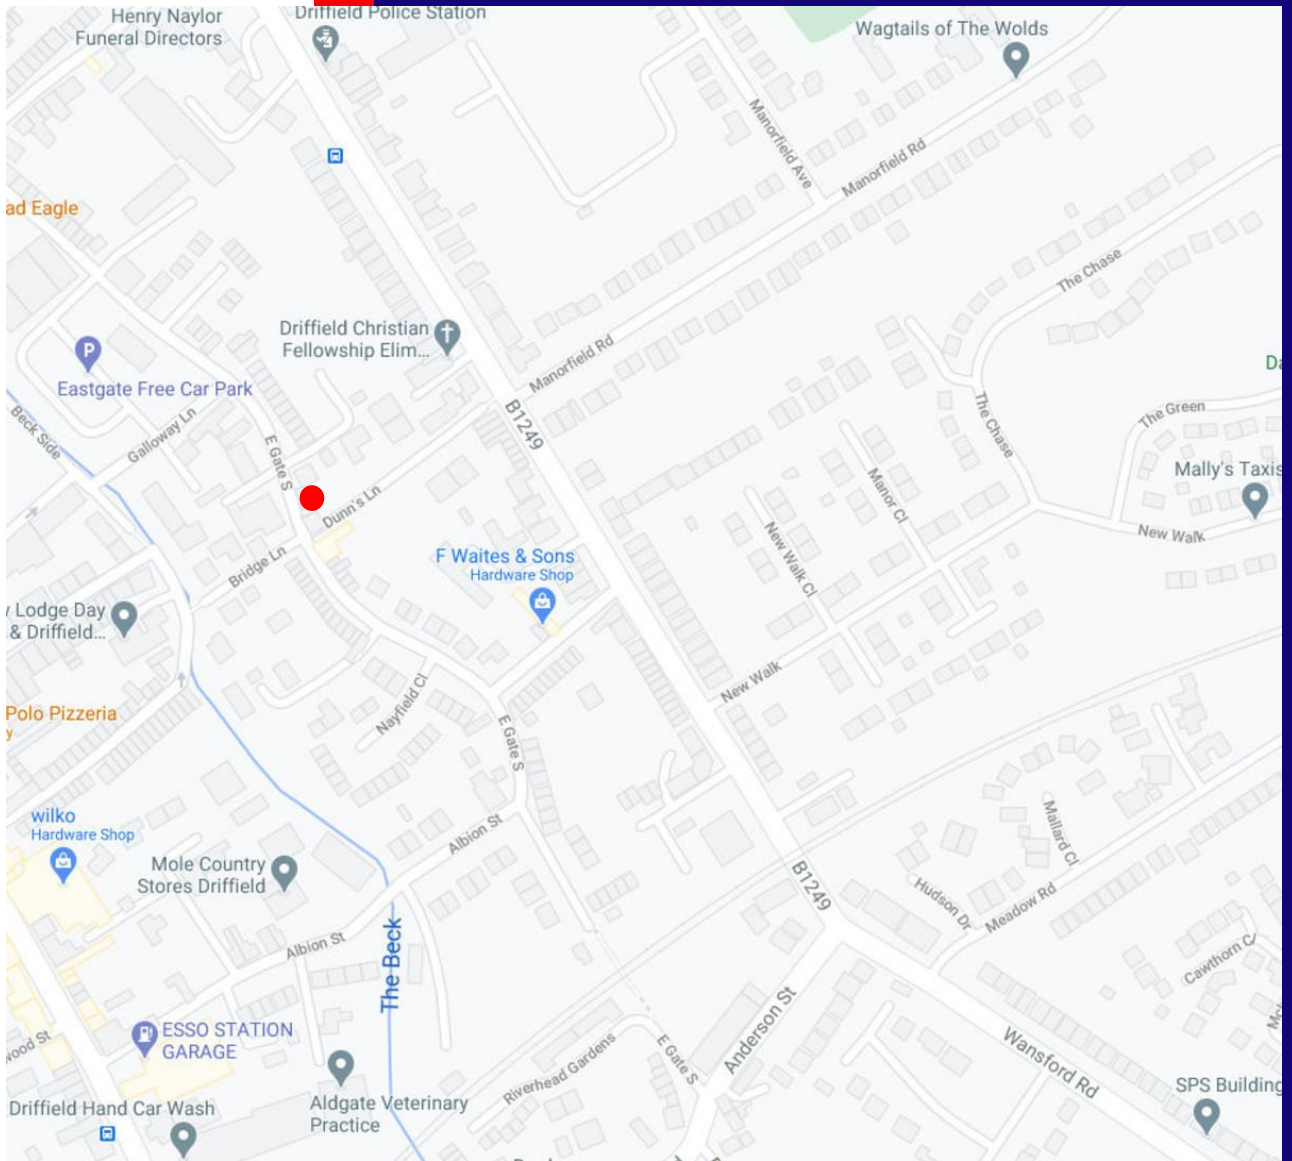 Henry Naylor
Funeral Directors
Driffield Police Station
Wagtails of The Wolds
Manorfield Ave
Manorfield Rd
ad Eagle
The Chase
Driffield Christian
Fellowship Elim...
Manorfield Rd
P
Eastgate Free Car Park
Beck Side
Galloway Ln
E Gate S
B1249
The Chase
The Green
Manor Cl
Mally's Taxis
Dunn's Ln
New Walk
New Walk Cl
Bridge Ln
F Waites & Sons
Hardware Shop
Lodge Day
& Driffield...
New Walk
Nayfield Cl
Polo Pizzeria
y
E Gate S
wilko
Hardware Shop
Albion St
Mallard Cl
Mole Country
Stores Driffield
B1249
Hudson Dr
Meadow Rd
Albion St
The Beck
Cawthorn C
ESSO STATION
GARAGE
wood St
Anderson St
E Gate S
Riverhead Gardens
Wansford Rd
SPS Building
Driffield Hand Car Wash
Aldgate Veterinary
Practice